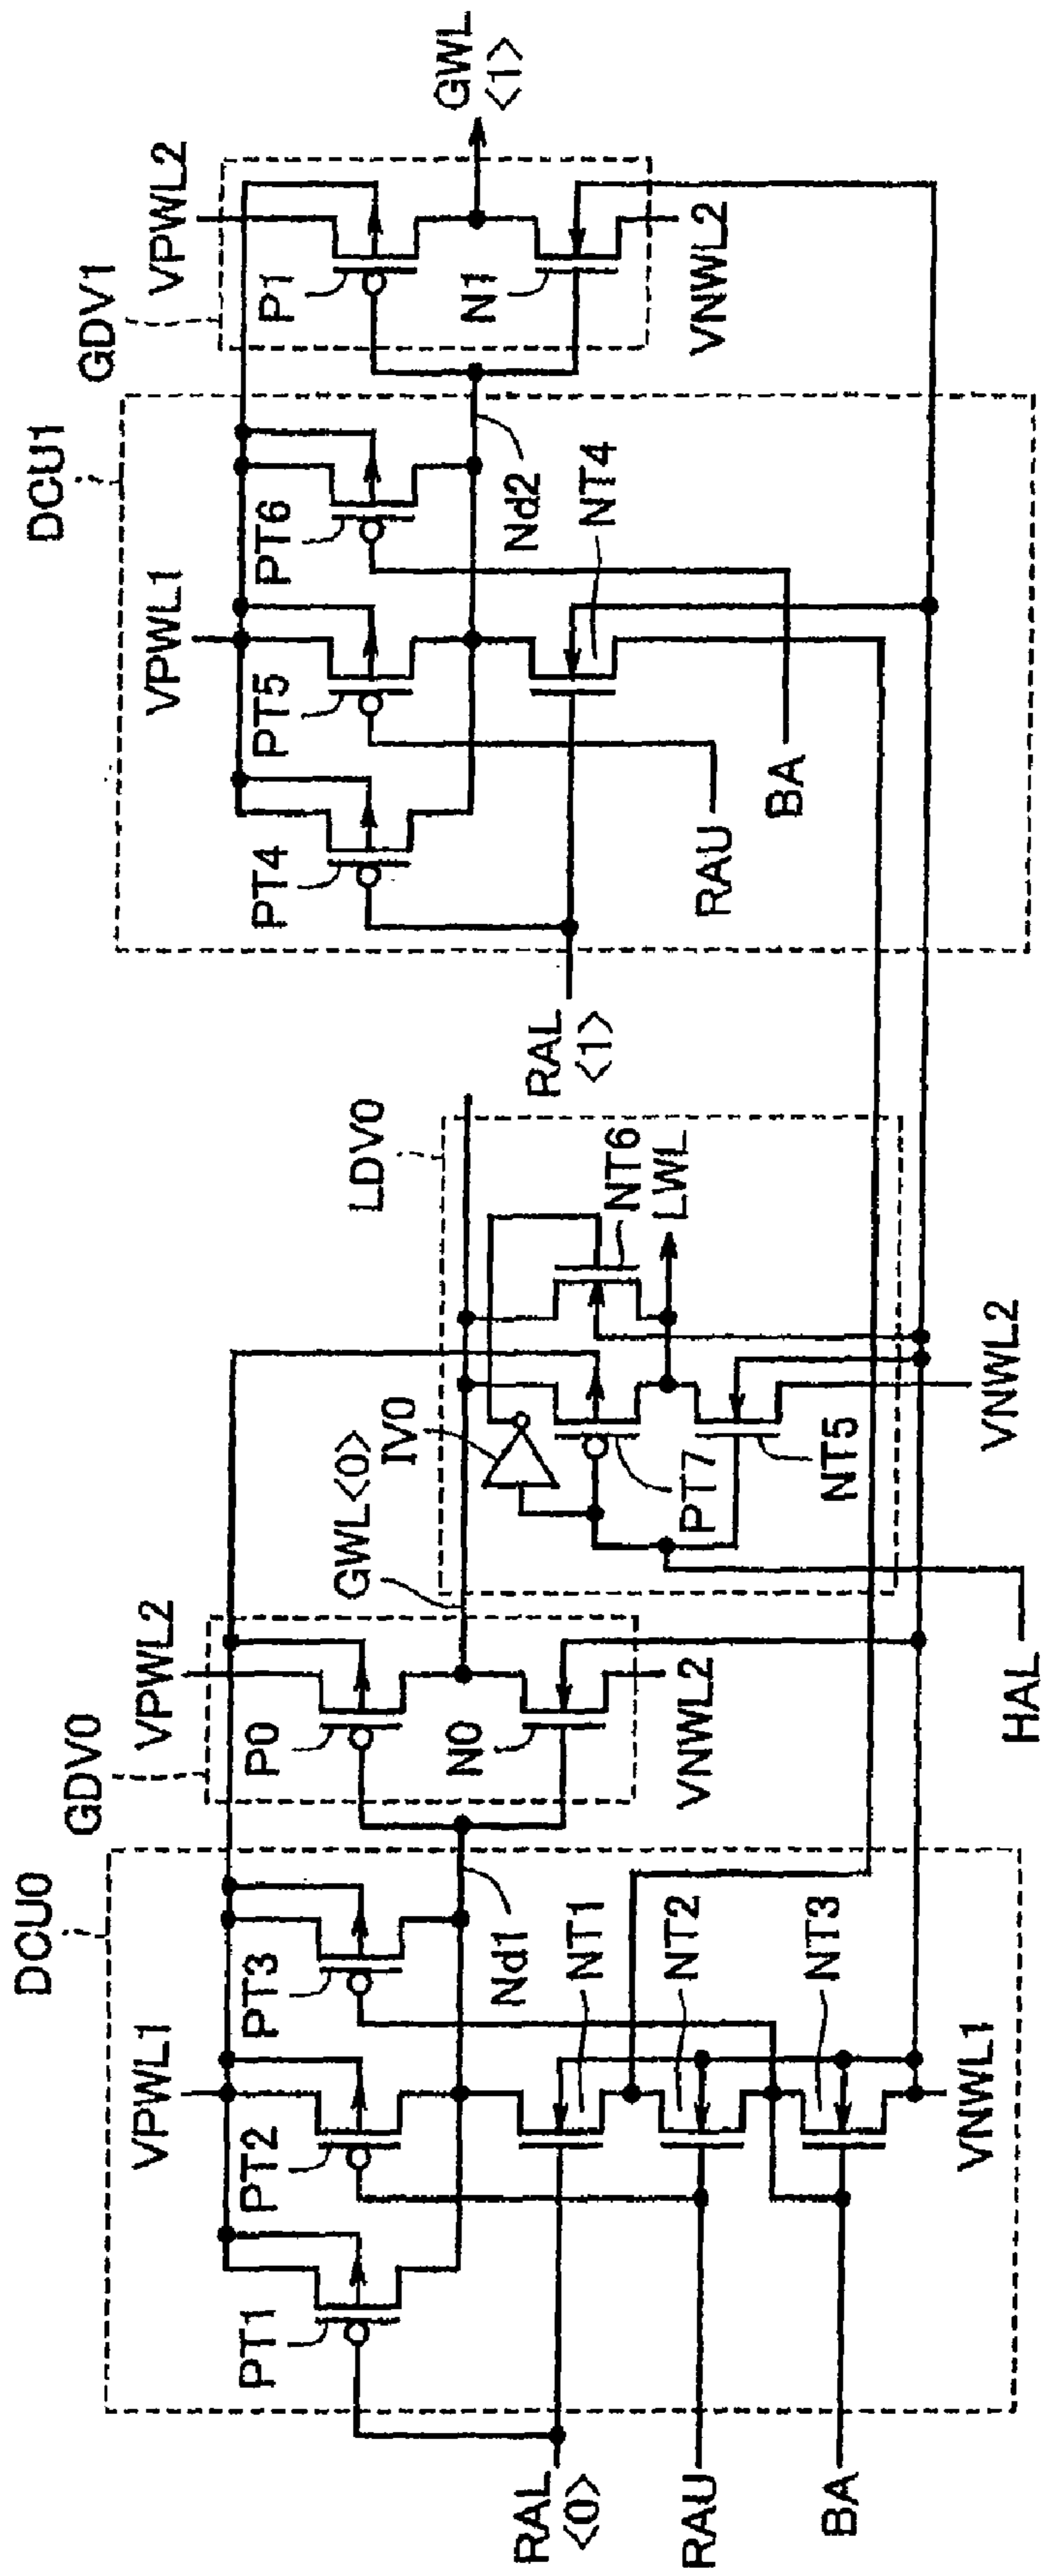 DCU0
GDV0
DCU1
GDV1
VPWL1
VPWL2
VPWL1
VPWL2
PT1
PT2
PT3
P0
GWL<0>
LDV0
PT4
PT5
PT6
P1
Nd1
N0
IV0
Nd2
N1
GWL
<1>
RAL
<0>
NT1
NT6
RAL
<1>
NT4
RAU
NT2
VNWL2
PT7
LWL
RAU
VNWL2
BA
NT3
NT5
BA
VNWL1
VNWL2
HAL